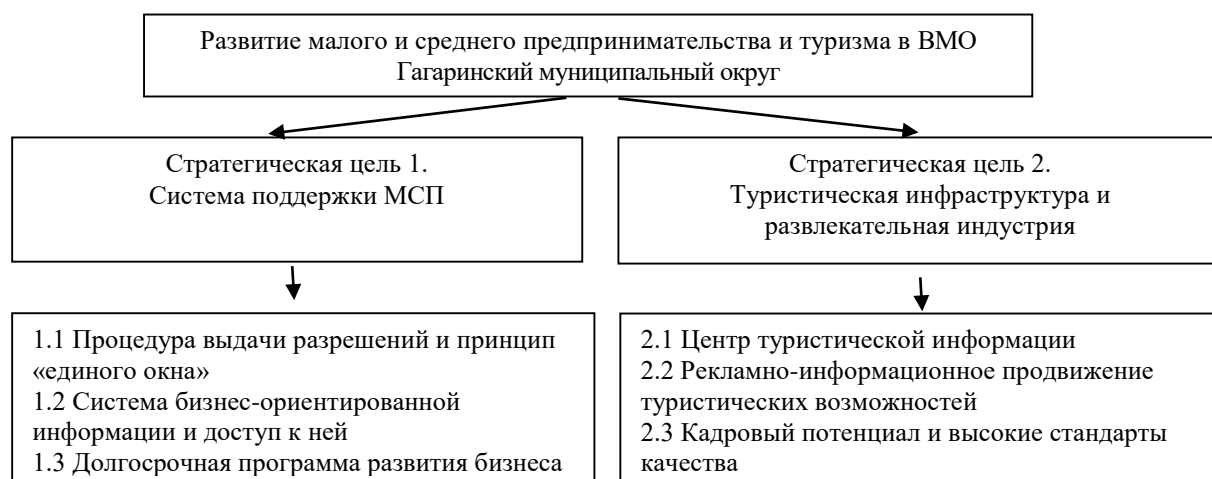 Развитие малого и среднего предпринимательства и туризма в ВМО
Гагаринский муниципальный округ
Стратегическая цель 1.
Система поддержки МСП
Стратегическая цель 2.
Туристическая инфраструктура и
развлекательная индустрия
1.1 Процедура выдачи разрешений и принцип
«единого окна»
1.2 Система бизнес-ориентированной
информации и доступ к ней
1.3 Долгосрочная программа развития бизнеса
2.1 Центр туристической информации
2.2 Рекламно-информационное продвижение
туристических возможностей
2.3 Кадровый потенциал и высокие стандарты
качества